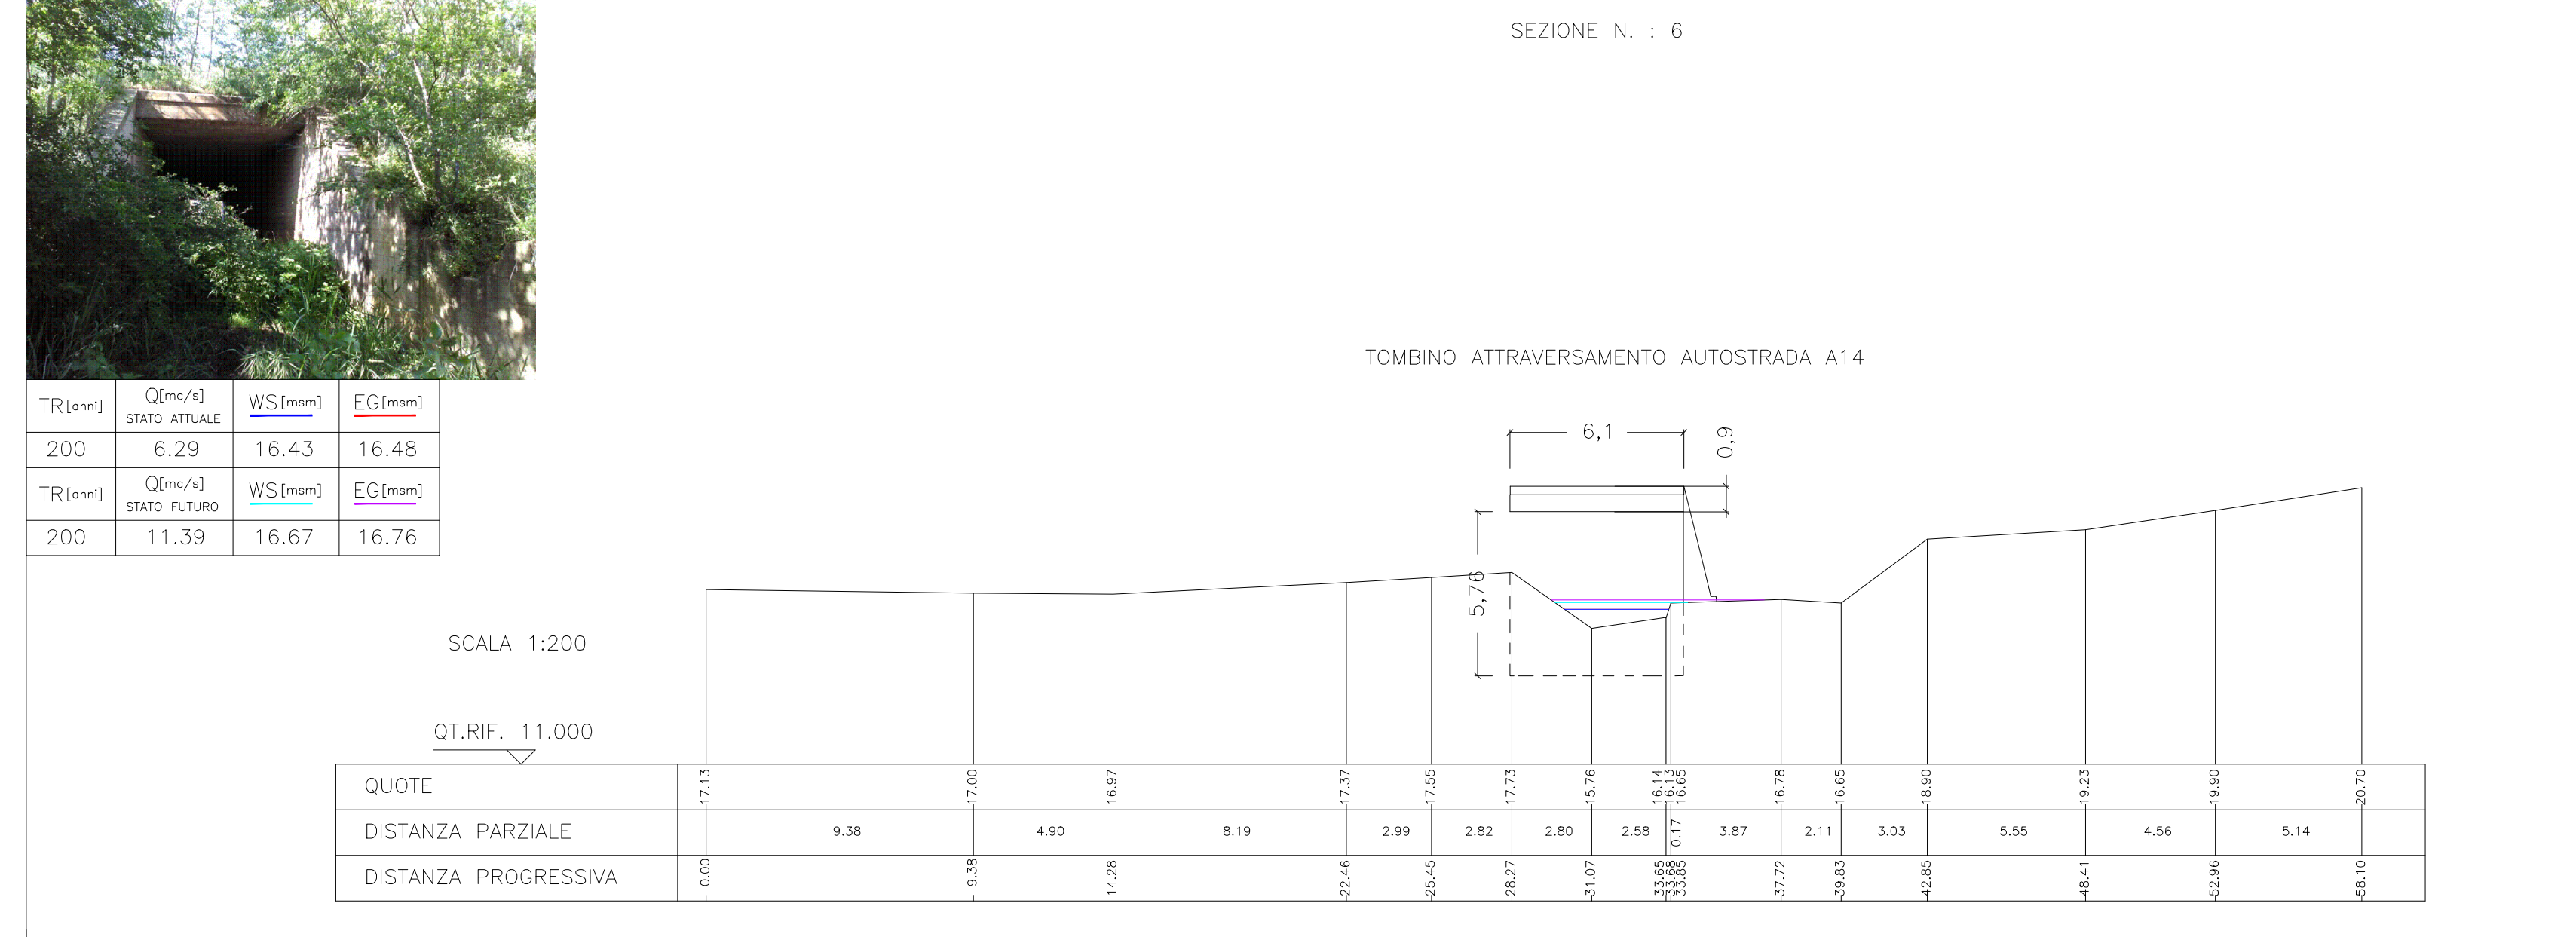 SEZIONE N. : 6
TOMBINO ATTRAVERSAMENTO AUTOSTRADA A14
TR[anni] Q[mc/s] STATO ATTUALE WS[msm] EG[msm]
200 6.29 16.43 16.48
TR[anni] Q[mc/s] STATO FUTURO WS[msm] EG[msm]
200 11.39 16.67 16.76
6,1
0,9
5,76
SCALA 1:200
QT.RIF. 11.000
QUOTE 17.13 17.00 16.97 17.37 17.55 17.73 15.76 16.14 16.13 16.65 16.78 16.65 18.90 19.23 19.90 20.70
DISTANZA PARZIALE 9.38 4.90 8.19 2.99 2.82 2.80 2.58 0.17 3.87 2.11 3.03 5.55 4.56 5.14
DISTANZA PROGRESSIVA 0.00 9.38 14.28 22.46 25.45 28.27 31.07 33.65 33.68 33.85 37.72 39.83 42.85 48.41 52.96 58.10